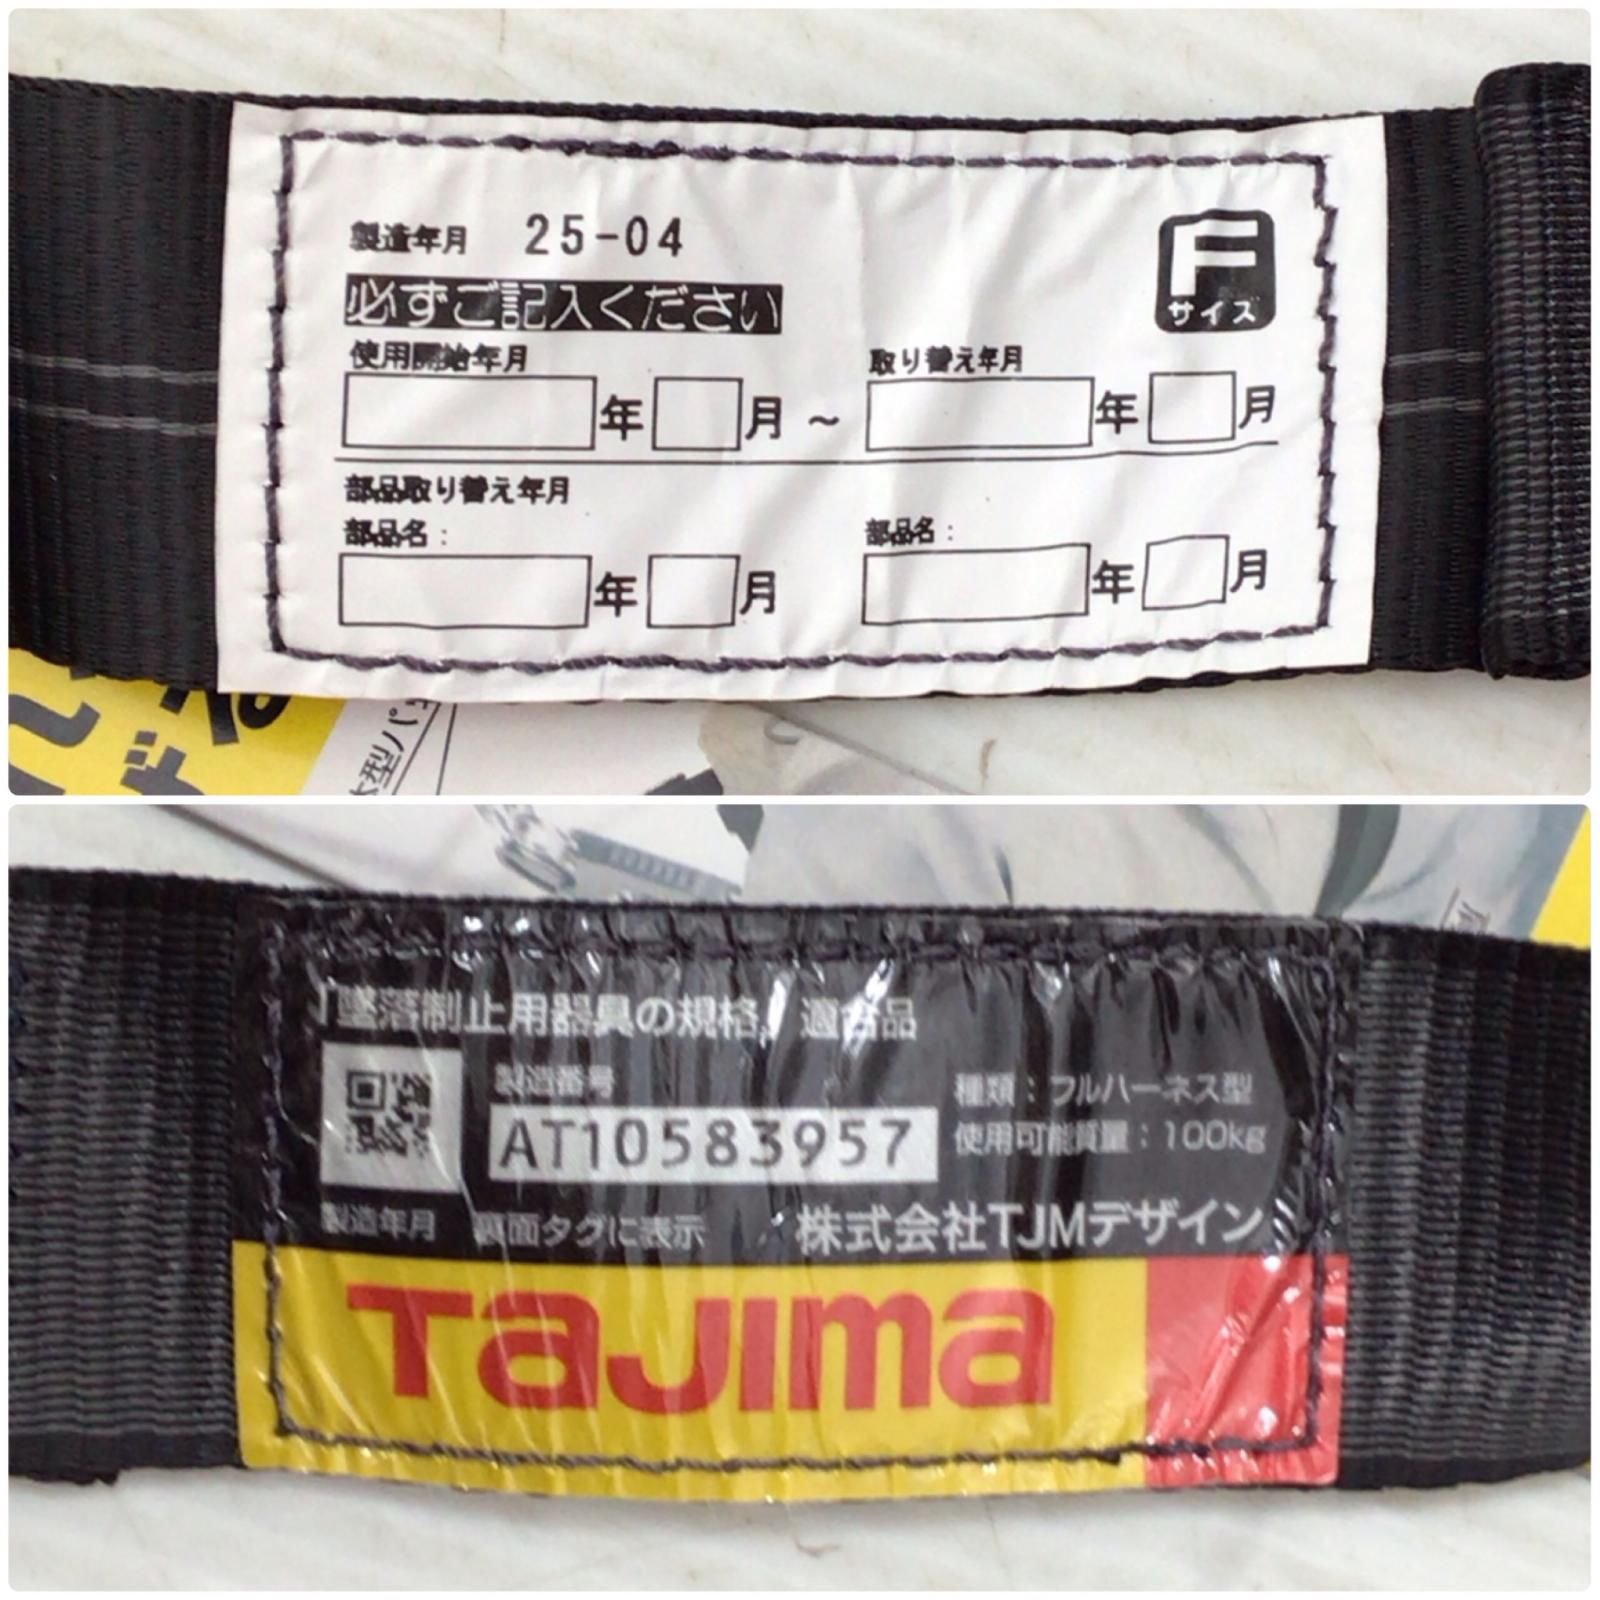 製造年月 25-04
F
サイズ
必ずご記入ください
使用開始年月 取り替え年月
年 月 ~ 年 月
部品取り替え年月
部品名: 部品名:
年 月 年 月
大型パ
「墜落制止用器具の規格」適合品
製造番号
AT10583957
種類:フルハーネス型
使用可能質量:100kg
製造年月 裏面タグに表示 株式会社TJMデザイン
TaJima